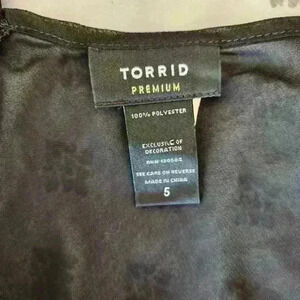 TORRID
PREMIUM
100% POLYESTER
EXCLUSIVE OF
DECORATION
SEE CARE ON REVERSE
MADE IN CHINA
5